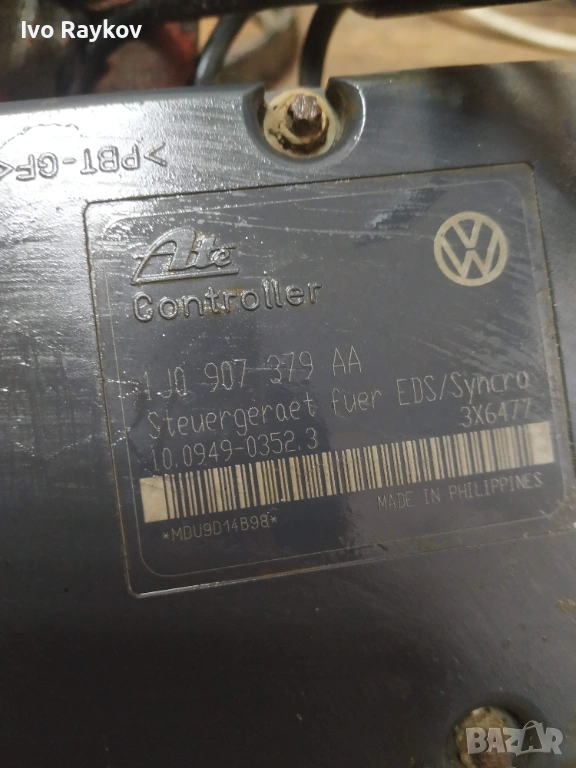 Ivo Raykov
>PBT-GF<
Ate
Controller
1J0 907 379 AA
Steuergeraet fuer EDS/Syncro
10.0949-0352.3 3X6477
MADE IN PHILIPPINES
*MDU9D14B98*
BAZAR